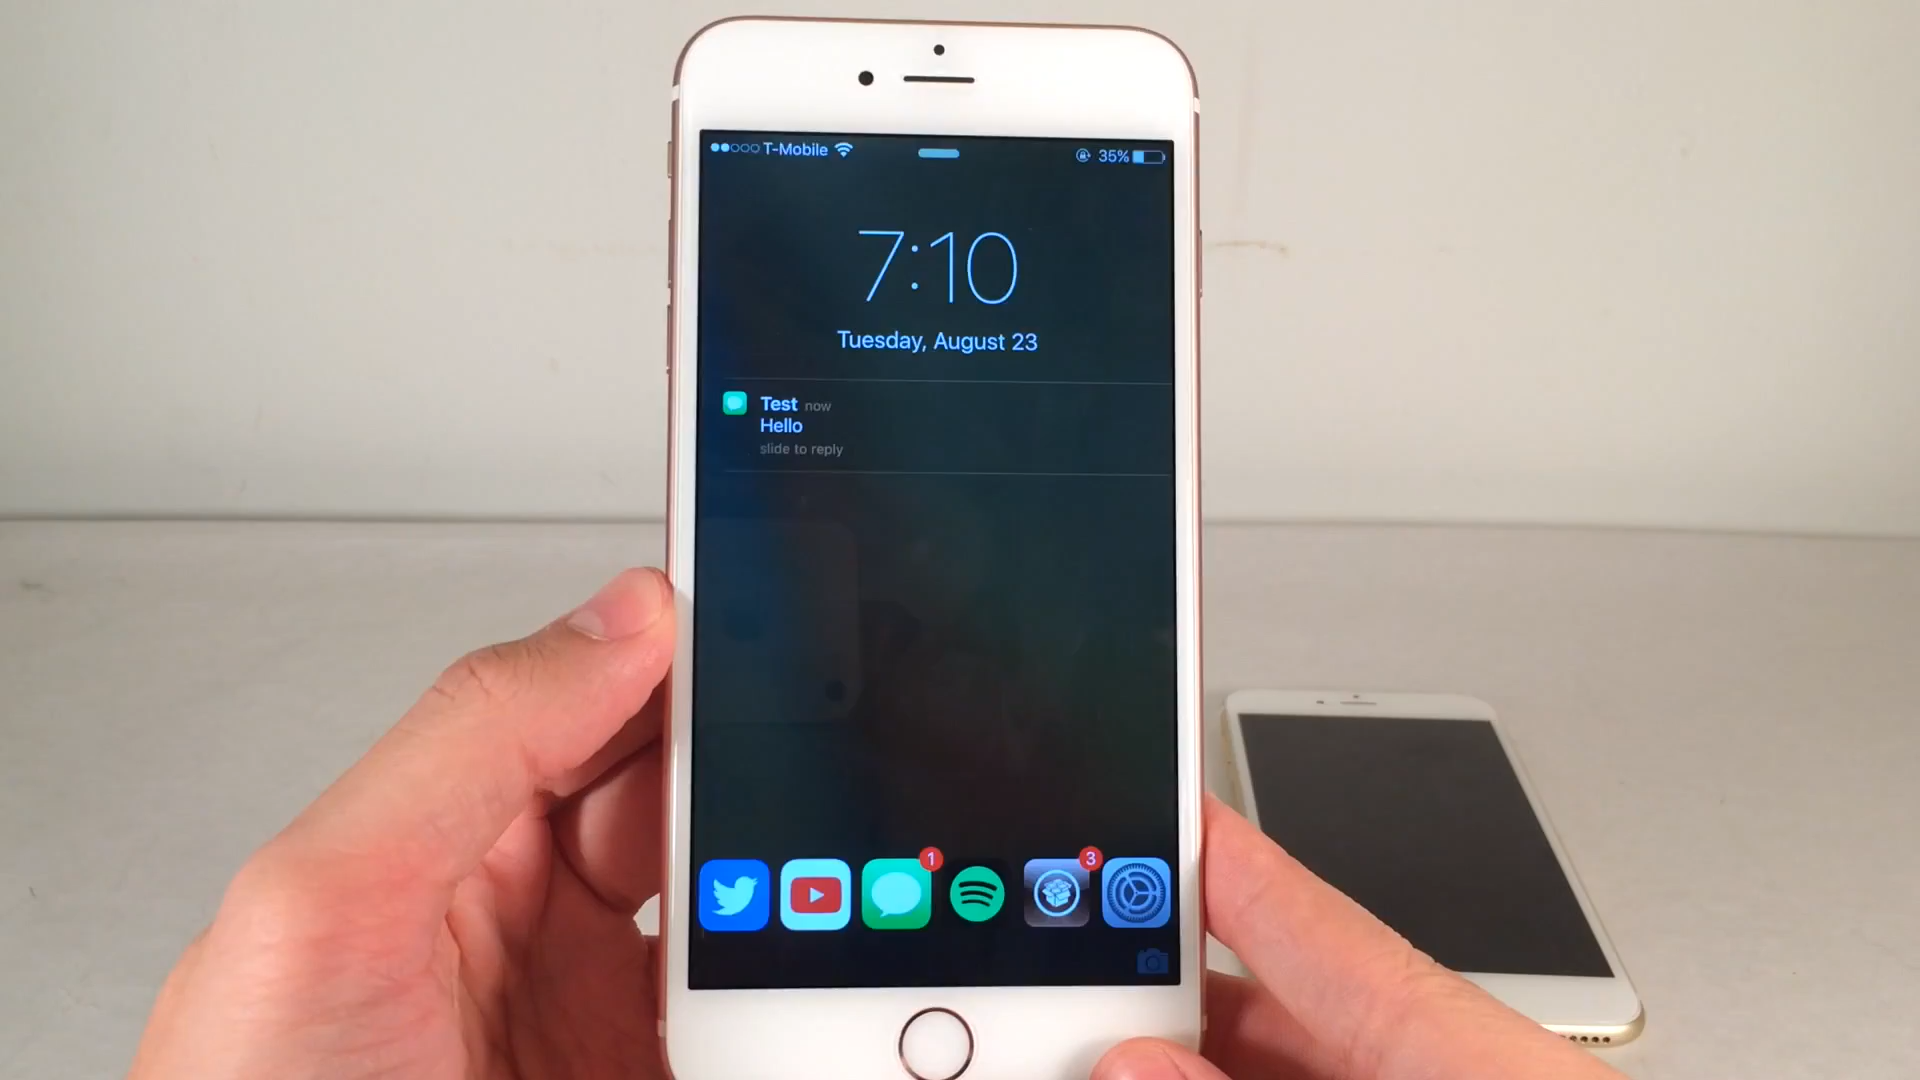 T-Mobile 35%
7:10
Tuesday, August 23
Test now
Hello
slide to reply
1 3